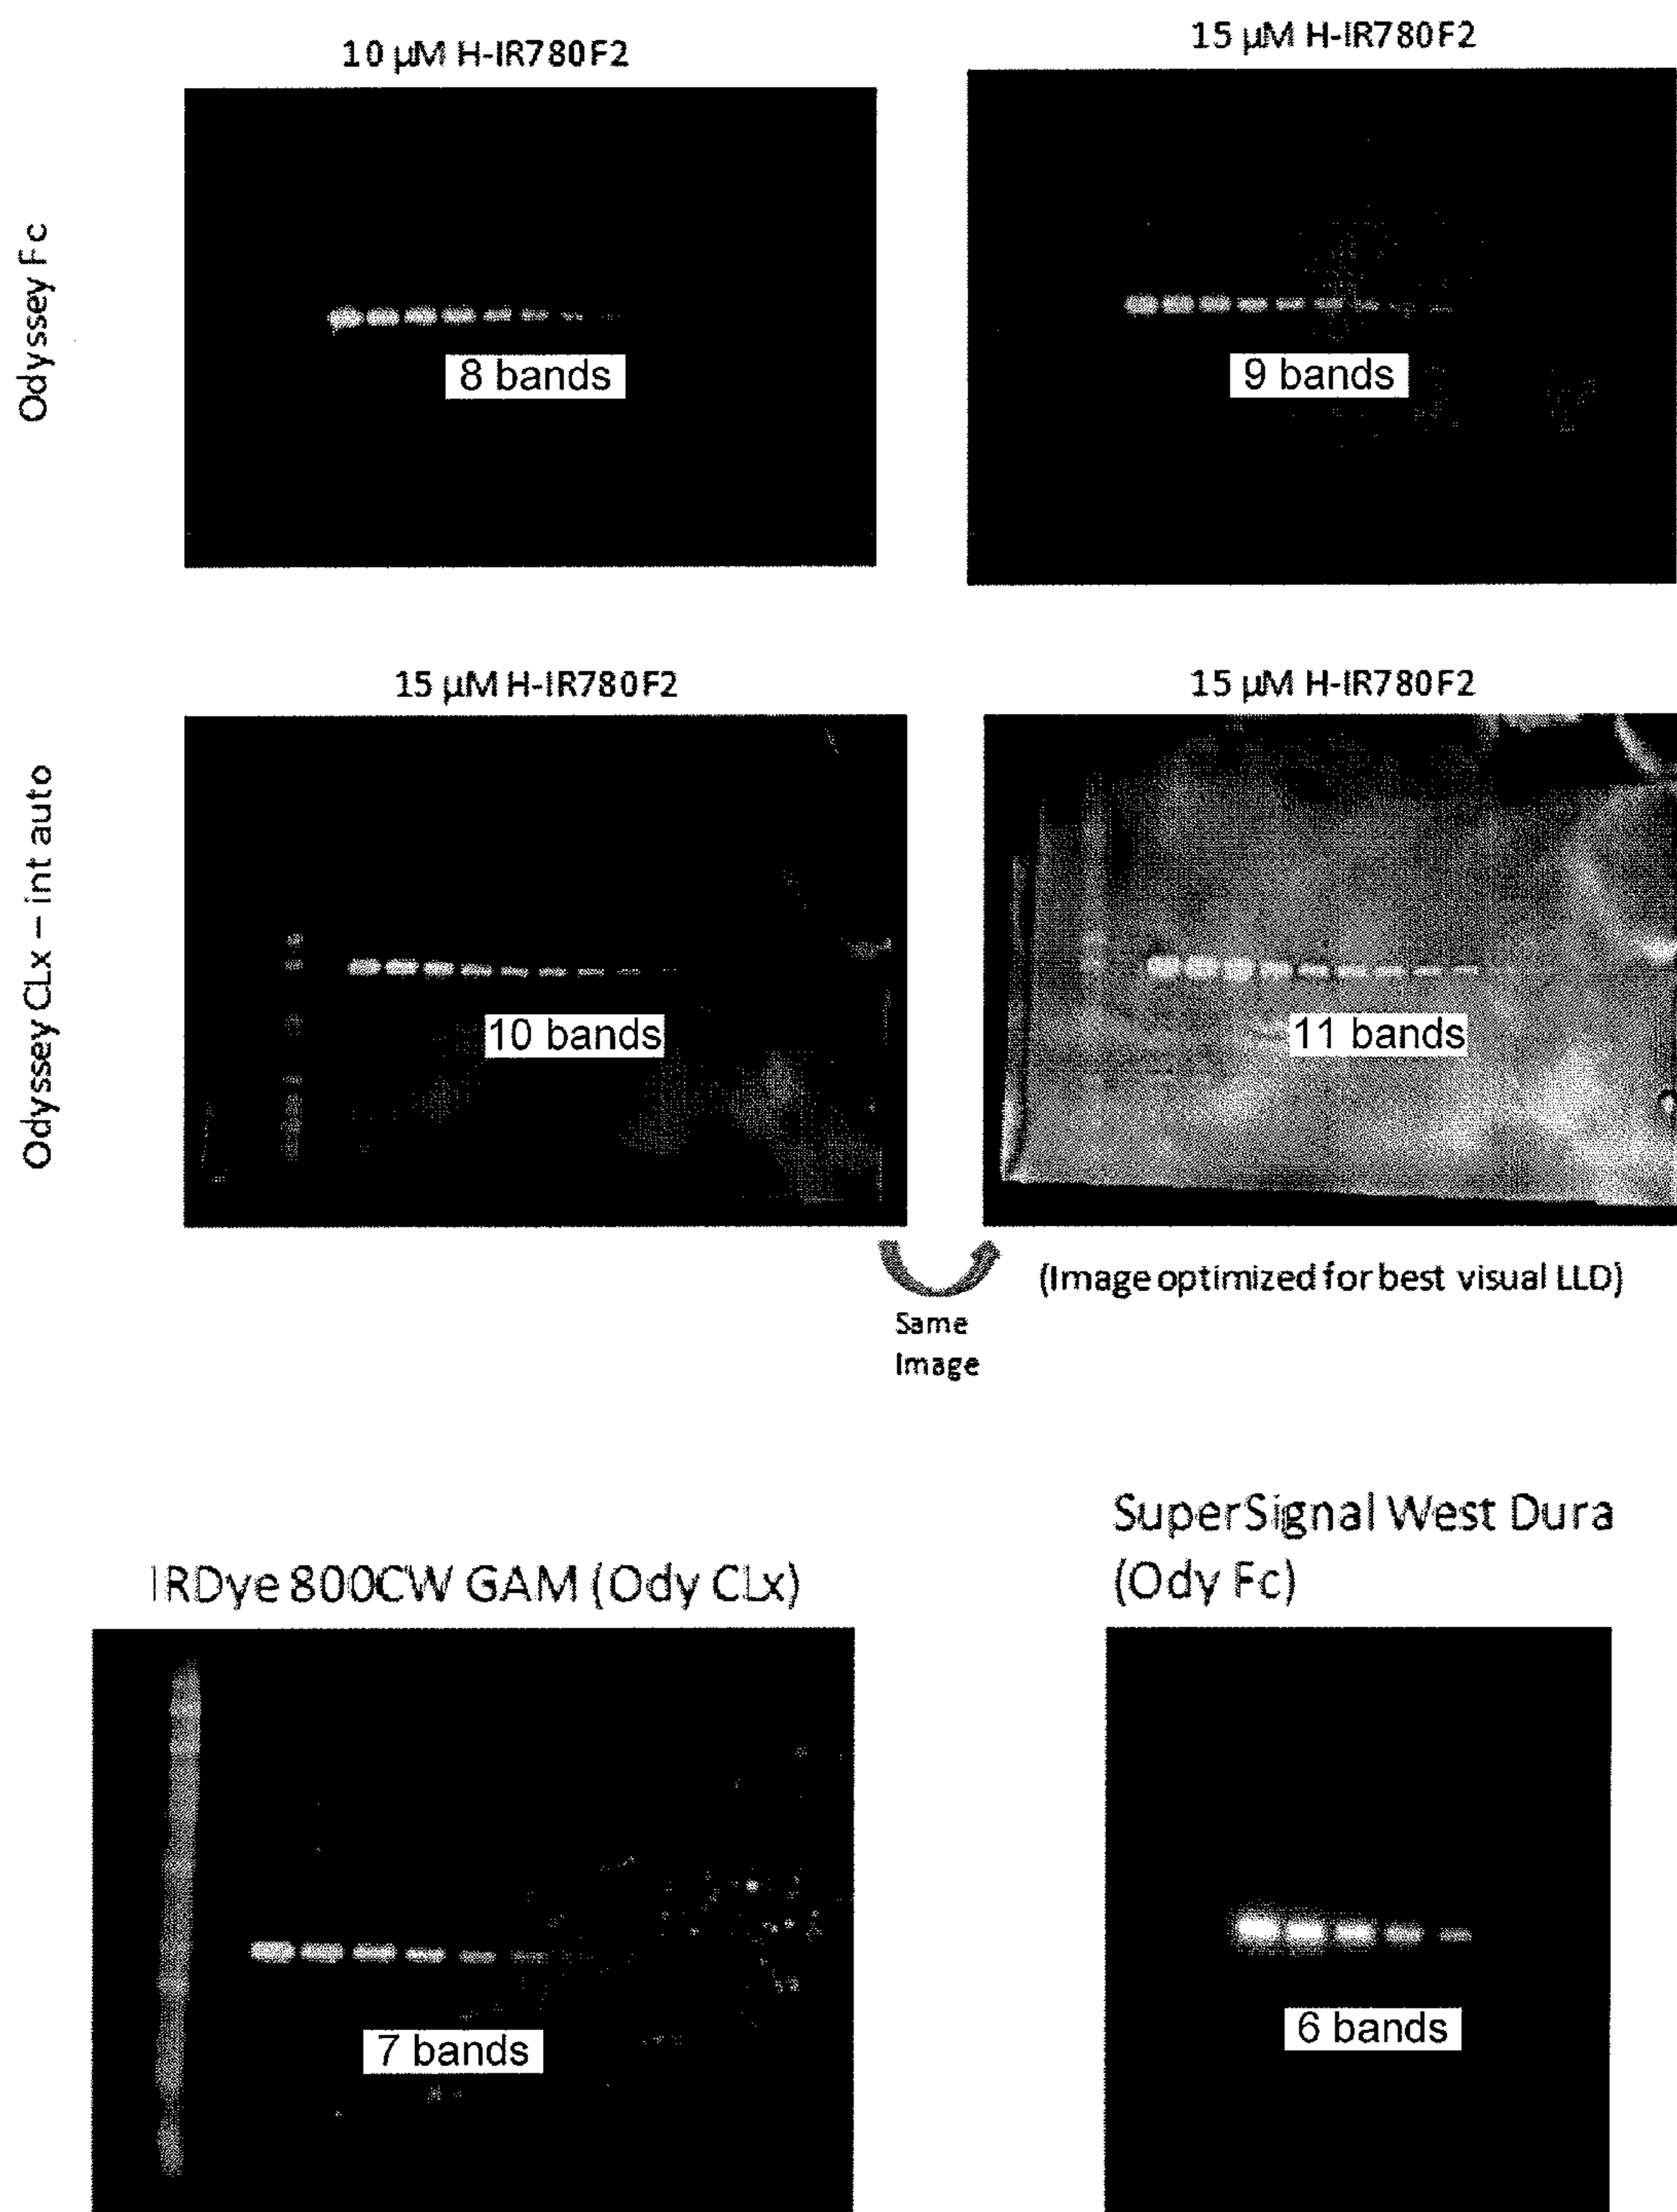 10 µM H-IR780F2
15 µM H-IR780F2
Odyssey Fc
8 bands
9 bands
15 µM H-IR780F2
15 µM H-IR780F2
Odyssey CLx – int auto
10 bands
11 bands
(Image optimized for best visual LLD)
Same
Image
IRDye 800CW GAM (Ody CLx)
SuperSignal West Dura
(Ody Fc)
7 bands
6 bands